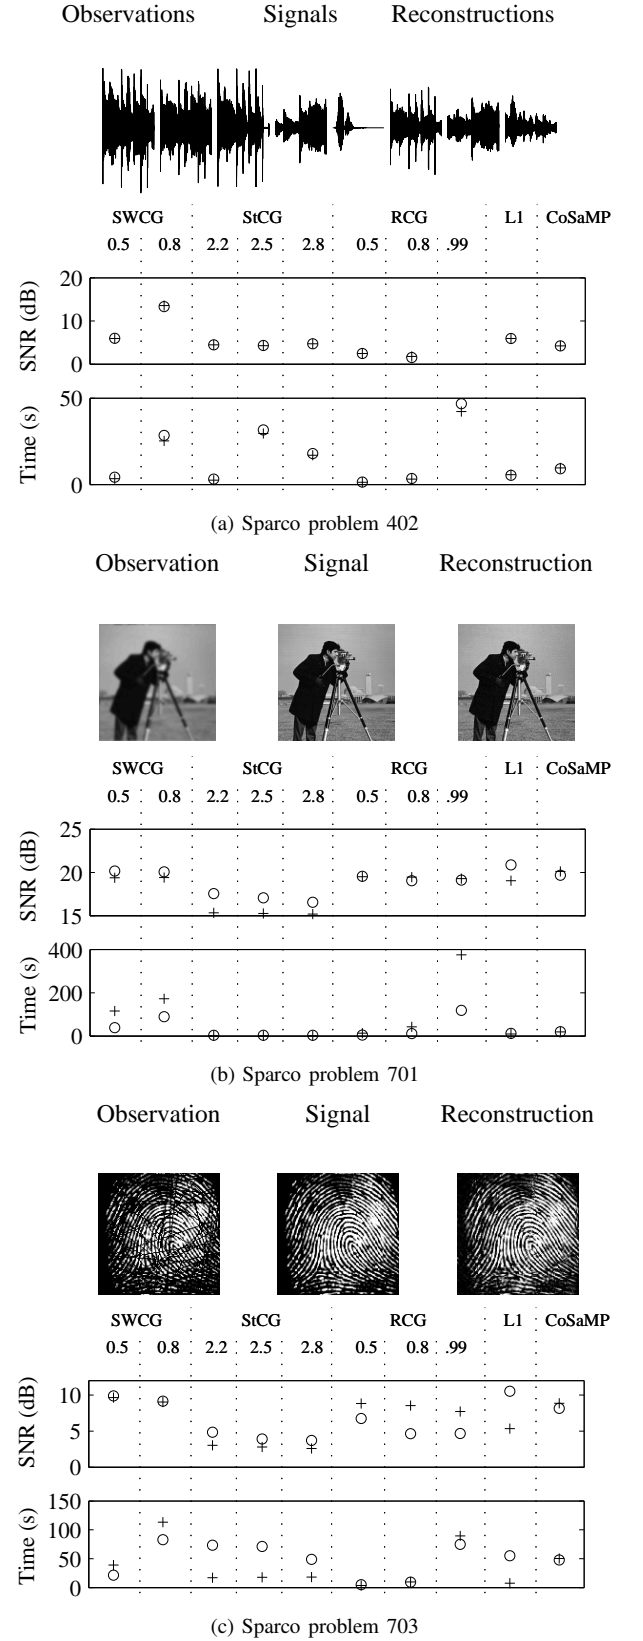 Observations Signals Reconstructions
SWCG StCG RCG L1 CoSaMP
0.5 0.8 2.2 2.5 2.8 0.5 0.8 .99
20
10
0
SNR (dB)
50
0
Time (s)
(a) Sparco problem 402
Observation Signal Reconstruction
SWCG StCG RCG L1 CoSaMP
0.5 0.8 2.2 2.5 2.8 0.5 0.8 .99
25
20
15
SNR (dB)
400
200
0
Time (s)
(b) Sparco problem 701
Observation Signal Reconstruction
SWCG StCG RCG L1 CoSaMP
0.5 0.8 2.2 2.5 2.8 0.5 0.8 .99
10
5
0
SNR (dB)
150
100
50
0
Time (s)
(c) Sparco problem 703